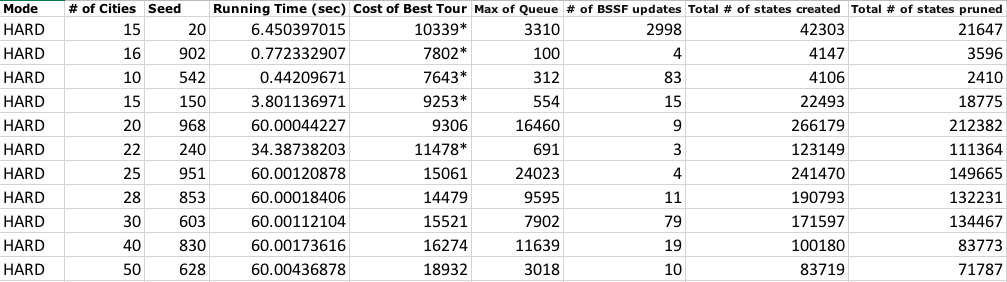 Mode # of Cities Seed Running Time (sec) Cost of Best Tour Max of Queue # of BSSF updates Total # of states created Total # of states pruned
HARD 15 20 6.450397015 10339* 3310 2998 42303 21647
HARD 16 902 0.772332907 7802* 100 4 4147 3596
HARD 10 542 0.44209671 7643* 312 83 4106 2410
HARD 15 150 3.801136971 9253* 554 15 22493 18775
HARD 20 968 60.00044227 9306 16460 9 266179 212382
HARD 22 240 34.38738203 11478* 691 3 123149 111364
HARD 25 951 60.00120878 15061 24023 4 241470 149665
HARD 28 853 60.00018406 14479 9595 11 190793 132231
HARD 30 603 60.00112104 15521 7902 79 171597 134467
HARD 40 830 60.00173616 16274 11639 19 100180 83773
HARD 50 628 60.00436878 18932 3018 10 83719 71787